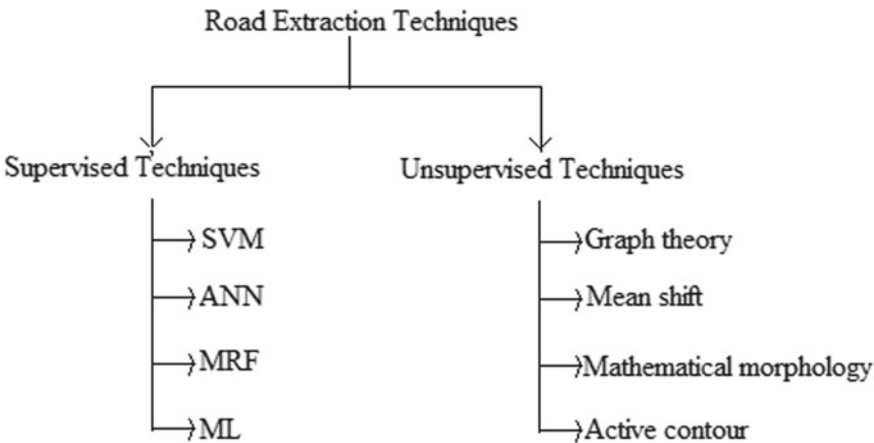 Road Extraction Techniques
Supervised Techniques
SVM
ANN
MRF
ML
Unsupervised Techniques
Graph theory
Mean shift
Mathematical morphology
Active contour